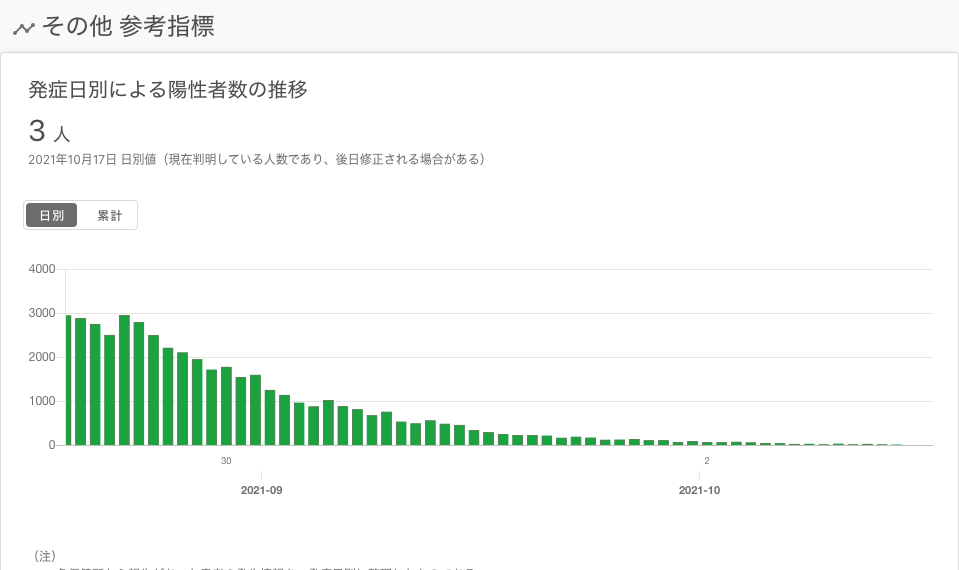 その他 参考指標
発症日別による陽性者数の推移
3 人
2021年10月17日 日別値（現在判明している人数であり、後日修正される場合がある）
日別 累計
4000
3000
2000
1000
0
30 2
2021-09 2021-10
（注）